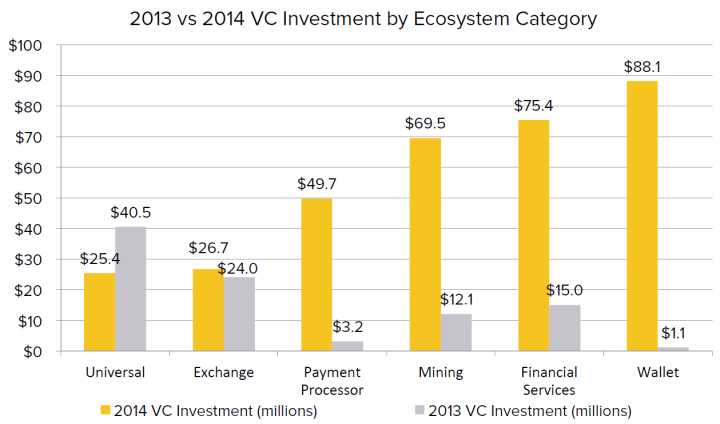 2013 vs 2014 VC Investment by Ecosystem Category
$100
$90
$80
$70
$60
$50
$40
$30
$20
$10
$0
$25.4
$40.5
$26.7
$24.0
$49.7
$3.2
$69.5
$12.1
$75.4
$15.0
$88.1
$1.1
Universal
Exchange
Payment
Processor
Mining
Financial
Services
Wallet
2014 VC Investment (millions)
2013 VC Investment (millions)